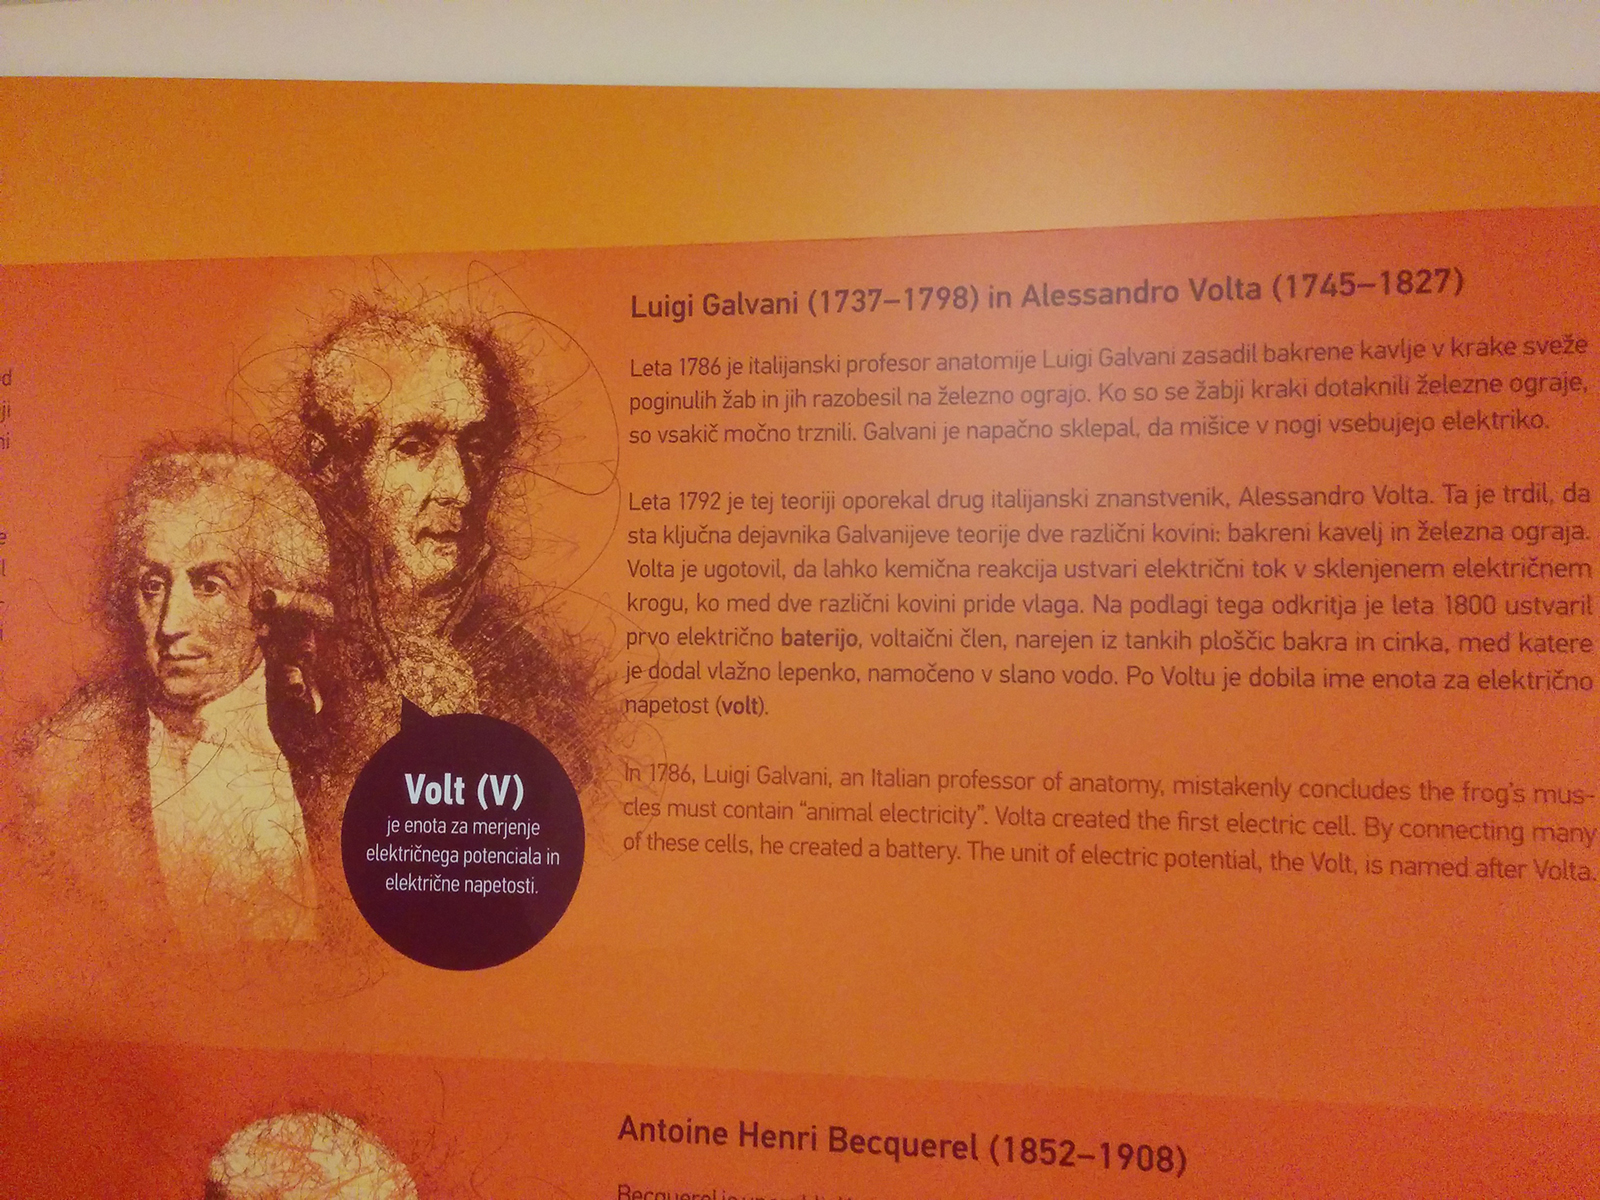 Luigi Galvani (1737–1798) in Alessandro Volta (1745–1827)
Leta 1786 je italijanski profesor anatomije Luigi Galvani zasadil bakrene kavlje v krake sveže
poginulih žab in jih razobesil na železno ograjo. Ko so se žabji kraki dotaknili železne ograje,
so vsakič močno trznili. Galvani je napačno sklepal, da mišice v nogi vsebujejo elektriko.
Leta 1792 je tej teoriji oporekal drug italijanski znanstvenik, Alessandro Volta. Ta je trdil, da
sta ključna dejavnika Galvanijeve teorije dve različni kovini: bakreni kavelj in železna ograja.
Volta je ugotovil, da lahko kemična reakcija ustvari električni tok v sklenjenem električnem
krogu, ko med dve različni kovini pride vlaga. Na podlagi tega odkritja je leta 1800 ustvaril
prvo električno baterijo, voltaični člen, narejen iz tankih ploščic bakra in cinka, med katere
je dodal vlažno lepenko, namočeno v slano vodo. Po Voltu je dobila ime enota za električno
napetost (volt).
In 1786, Luigi Galvani, an Italian professor of anatomy, mistakenly concludes the frog's mus-
cles must contain "animal electricity". Volta created the first electric cell. By connecting many
of these cells, he created a battery. The unit of electric potential, the Volt, is named after Volta.
Volt (V)
je enota za merjenje
električnega potenciala in
električne napetosti.
Antoine Henri Becquerel (1852–1908)